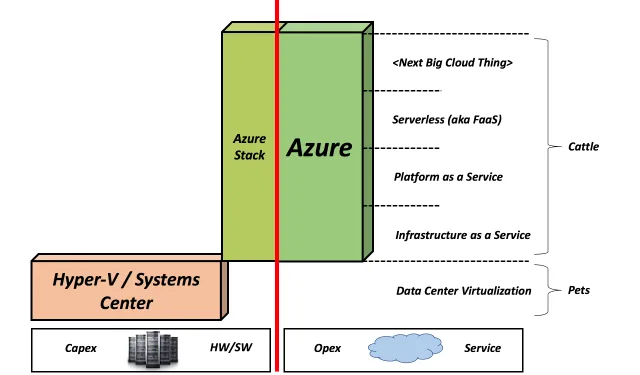 <Next Big Cloud Thing>
Serverless (aka FaaS)
Azure
Stack
Azure
Cattle
Platform as a Service
Infrastructure as a Service
Hyper-V / Systems
Center
Data Center Virtualization
Pets
Capex
HW/SW
Opex
Service